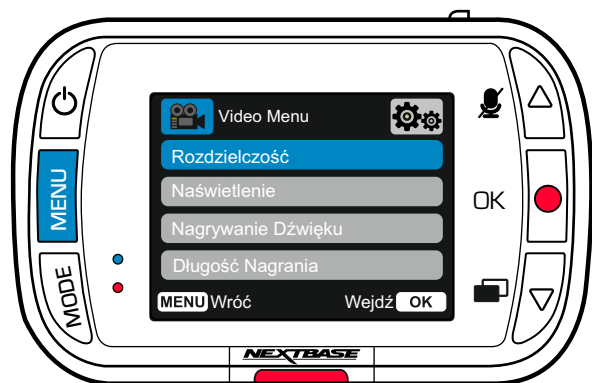 Video Menu
Rozdzielczość
Naświetlenie
Nagrywanie Dźwięku
Długość Nagrania
MENU Wróć Wejdź OK
MENU
MODE
OK
NEXTBASE